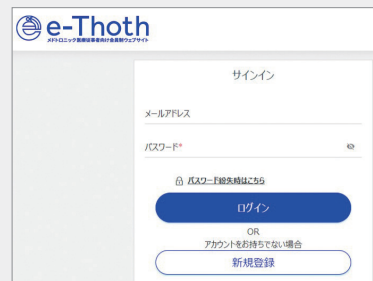 e-Thoth
メドトロニック医療従事者向け会員制ウェブサイト
サインイン
メールアドレス
パスワード*
パスワード紛失時はこちら
ログイン
OR
アカウントをお持ちでない場合
新規登録